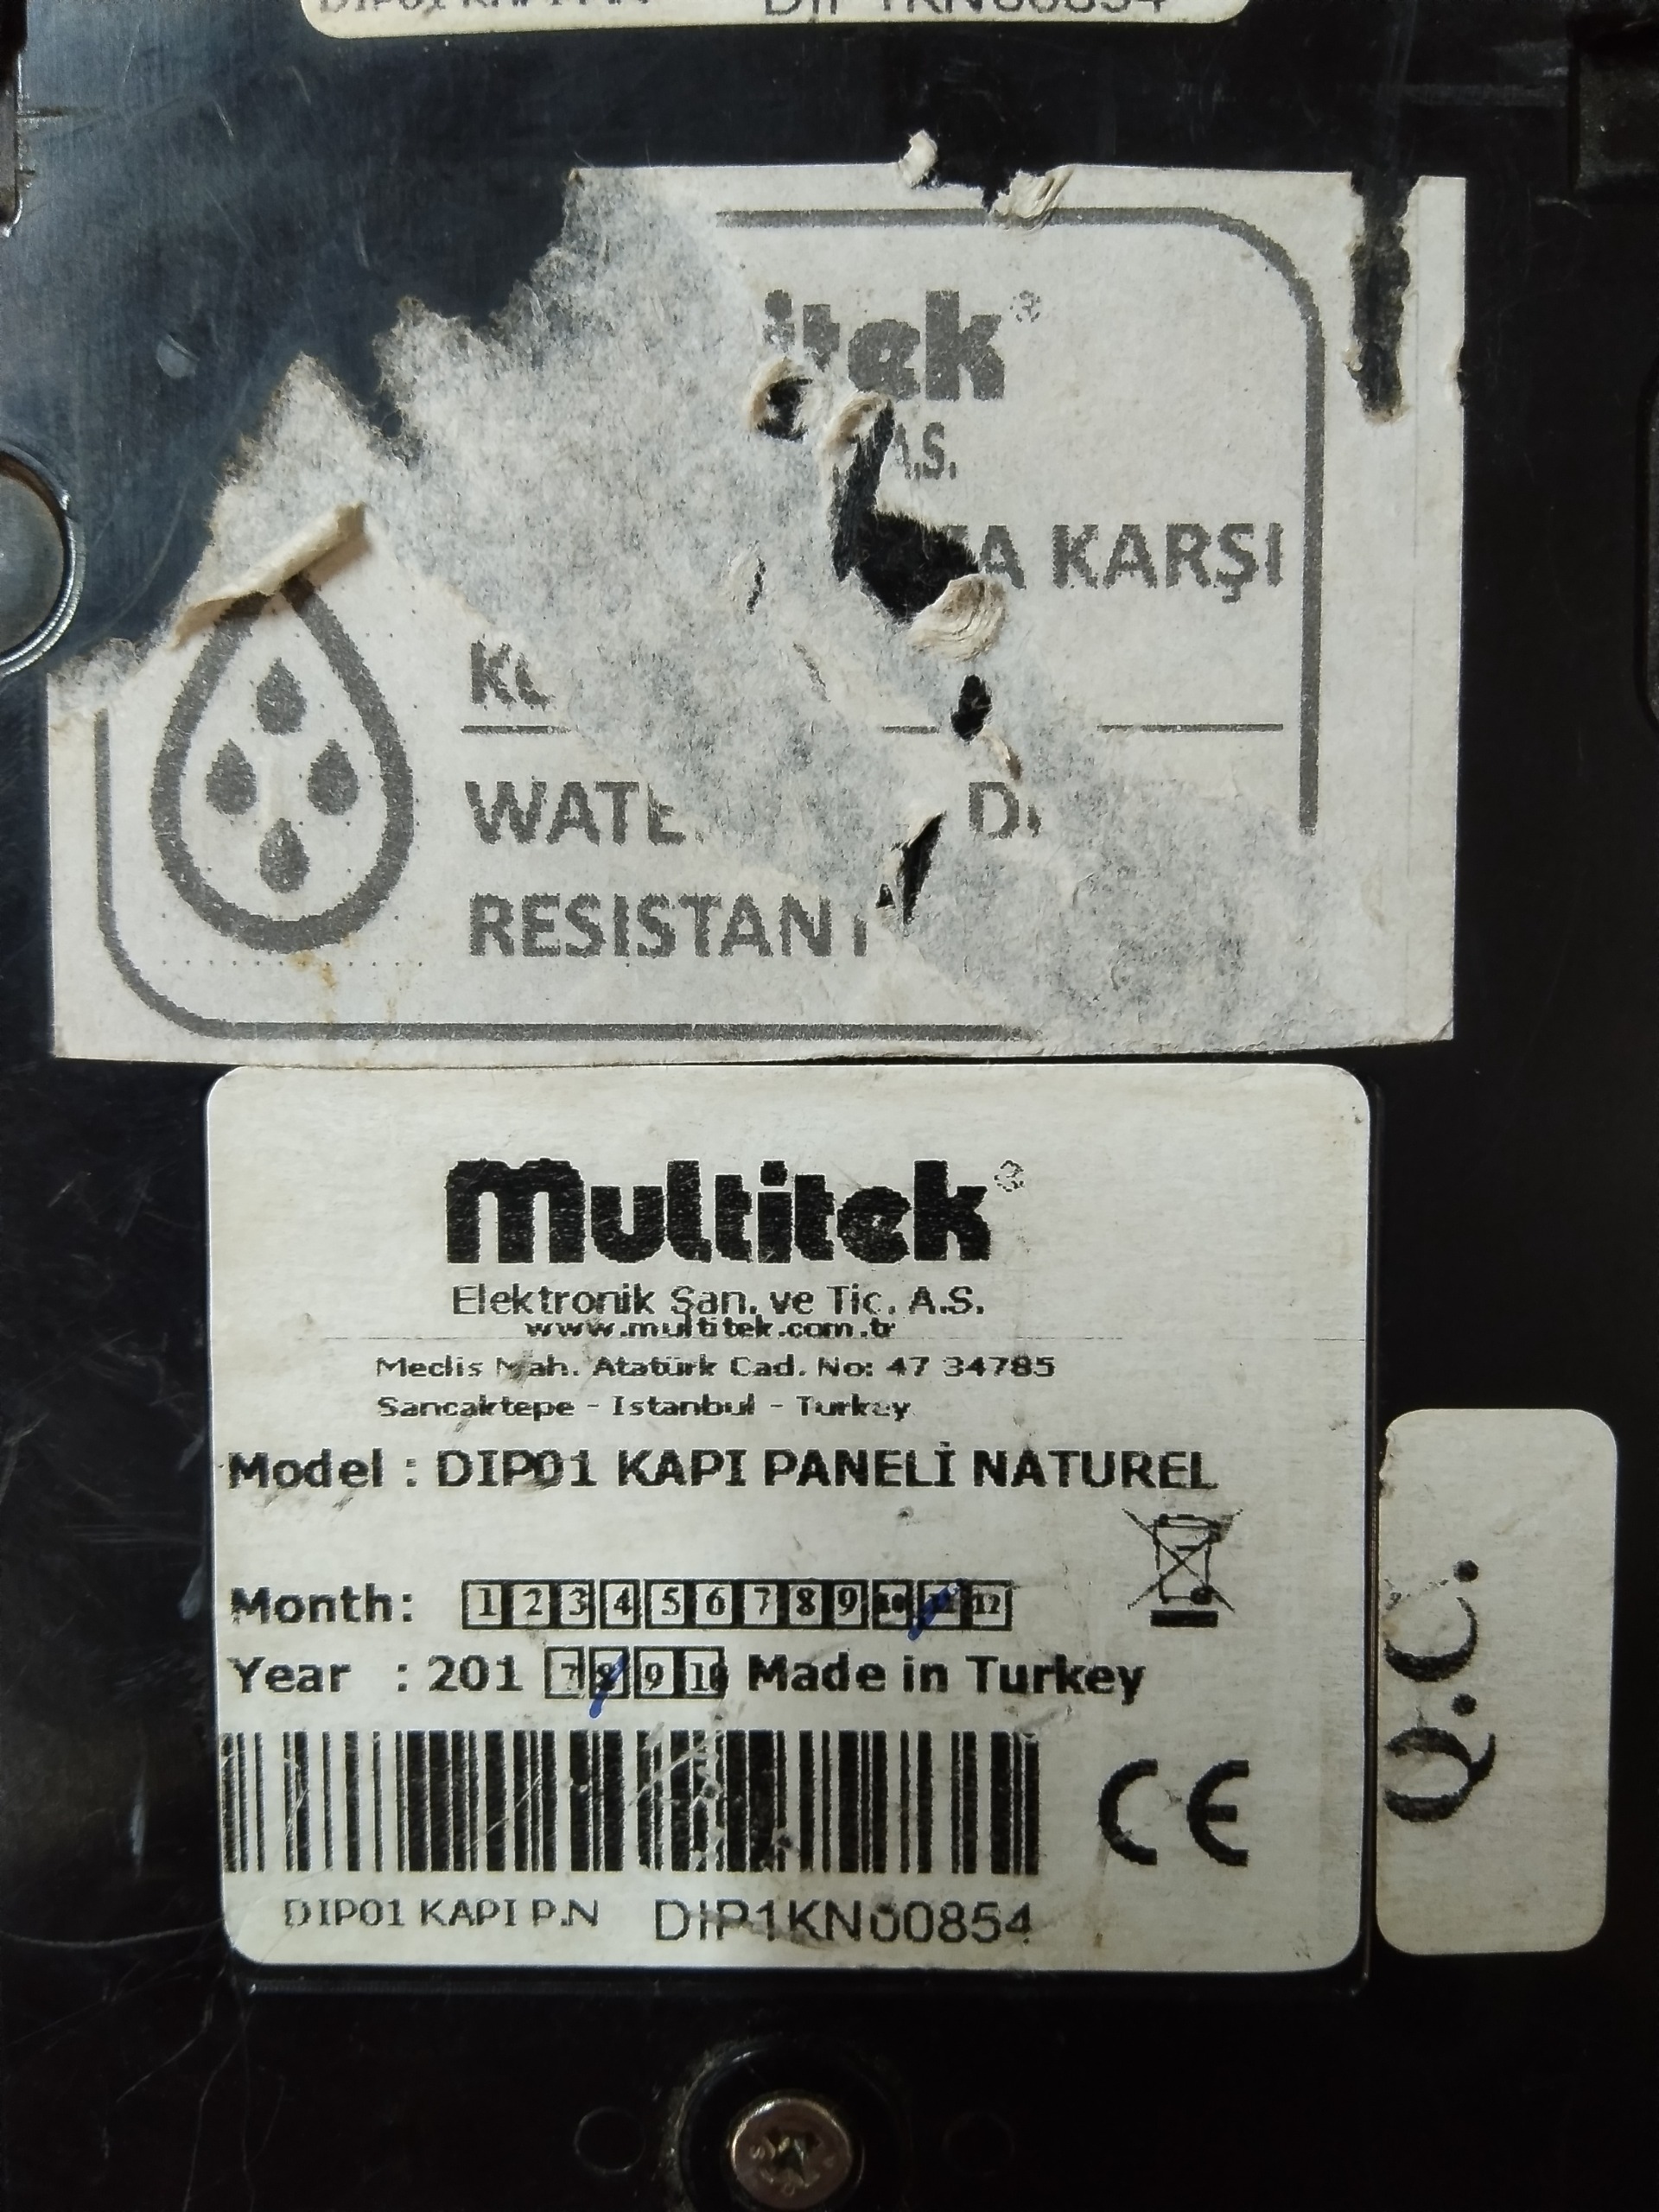 DIP1KN00854
itek®
A.S.
KARŞI
RESISTAN
Multitek®
Elektronik San. ve Tic. A.S.
www.multitek.com.tr
Meclis Mah. Atatürk Cad. No: 47 34785
Sancaktepe - Istanbul - Turkey
Model : DIP01 KAPI PANELİ NATUREL
Month: 1 2 3 4 5 6 7 8 9 10 11 12
Year : 201 7 8 9 10 Made in Turkey
CE
DIP01 KAPI P.N DIP1KN00854
Q.C.